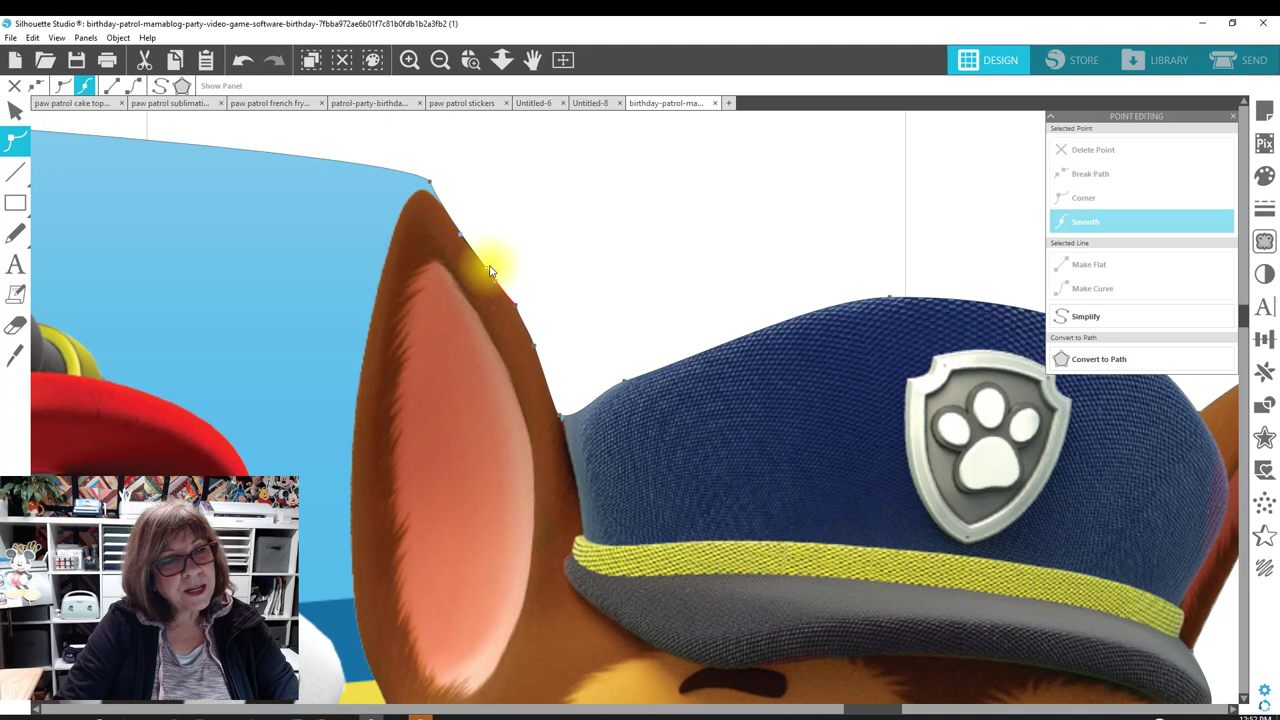 Silhouette Studio®: birthday-patrol-mamablog-party-video-game-software-birthday-7fbba972ae6b01f7c81b0fdb1b2a3fb2 (1)
File Edit View Panels Object Help
DESIGN STORE LIBRARY SEND
Show Panel
paw patrol cake top... paw patrol sublimati... paw patrol french fry... patrol-party-birthda... paw patrol stickers Untitled-6 Untitled-8 birthday-patrol-ma...
POINT EDITING
Selected Point
Delete Point
Break Path
Corner
Smooth
Selected Line
Make Flat
Make Curve
Simplify
Convert to Path
Convert to Path
Pix